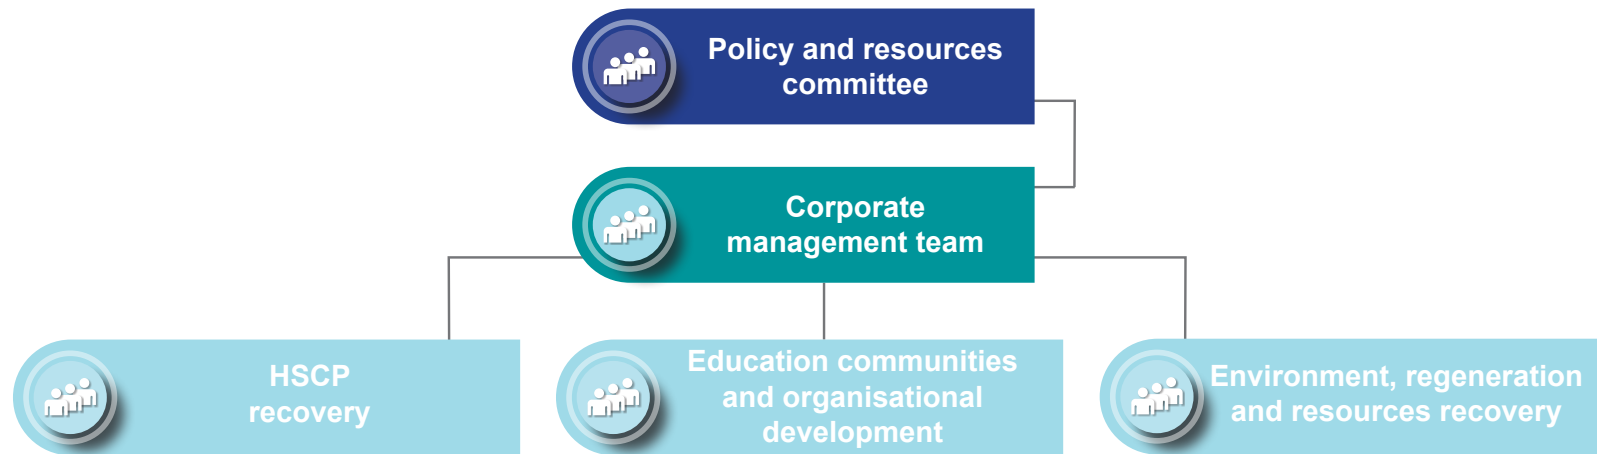 Policy and resources
committee
Corporate
management team
HSCP
recovery
Education communities
and organisational
development
Environment, regeneration
and resources recovery